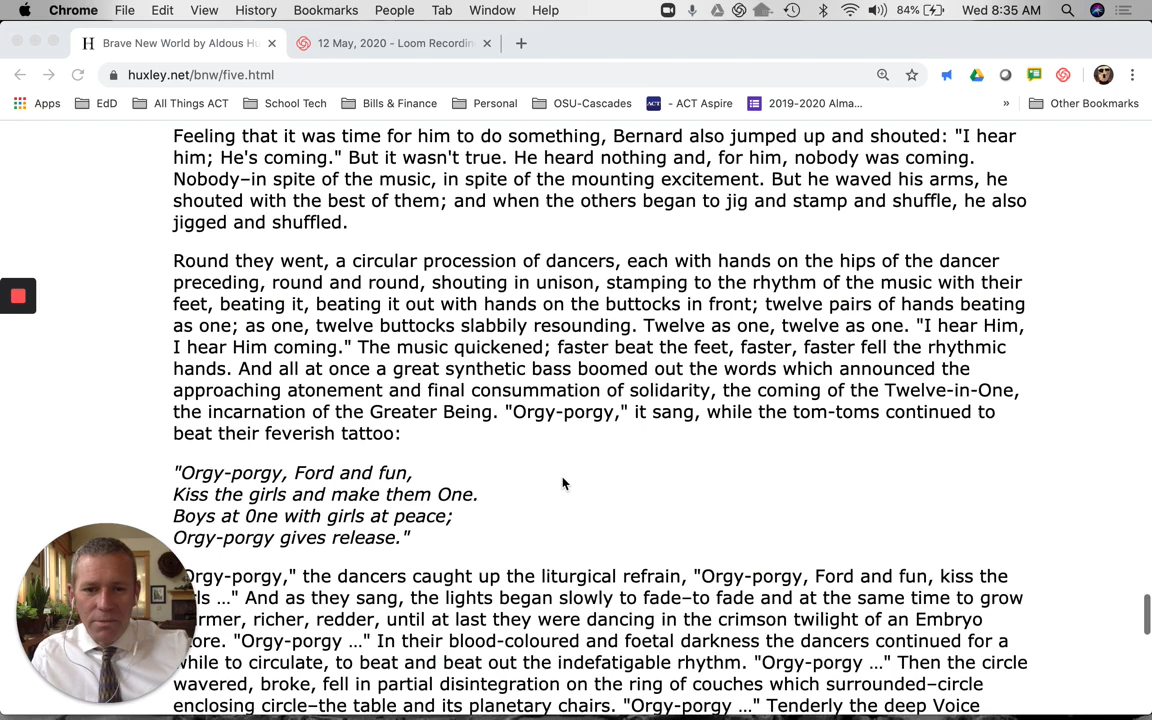 Chrome File Edit View History Bookmarks People Tab Window Help 84% Wed 8:35 AM
H Brave New World by Aldous Hu 12 May, 2020 - Loom Recordin
huxley.net/bnw/five.html
Apps EdD All Things ACT School Tech Bills & Finance Personal OSU-Cascades ACT - ACT Aspire 2019-2020 Alma... » Other Bookmarks
Feeling that it was time for him to do something, Bernard also jumped up and shouted: "I hear
him; He's coming." But it wasn't true. He heard nothing and, for him, nobody was coming.
Nobody–in spite of the music, in spite of the mounting excitement. But he waved his arms, he
shouted with the best of them; and when the others began to jig and stamp and shuffle, he also
jigged and shuffled.
Round they went, a circular procession of dancers, each with hands on the hips of the dancer
preceding, round and round, shouting in unison, stamping to the rhythm of the music with their
feet, beating it, beating it out with hands on the buttocks in front; twelve pairs of hands beating
as one; as one, twelve buttocks slabbily resounding. Twelve as one, twelve as one. "I hear Him,
I hear Him coming." The music quickened; faster beat the feet, faster, faster fell the rhythmic
hands. And all at once a great synthetic bass boomed out the words which announced the
approaching atonement and final consummation of solidarity, the coming of the Twelve-in-One,
the incarnation of the Greater Being. "Orgy-porgy," it sang, while the tom-toms continued to
beat their feverish tattoo:
"Orgy-porgy, Ford and fun,
Kiss the girls and make them One.
Boys at 0ne with girls at peace;
Orgy-porgy gives release."
Orgy-porgy," the dancers caught up the liturgical refrain, "Orgy-porgy, Ford and fun, kiss the
ls ..." And as they sang, the lights began slowly to fade–to fade and at the same time to grow
rmer, richer, redder, until at last they were dancing in the crimson twilight of an Embryo
ore. "Orgy-porgy ..." In their blood-coloured and foetal darkness the dancers continued for a
while to circulate, to beat and beat out the indefatigable rhythm. "Orgy-porgy ..." Then the circle
wavered, broke, fell in partial disintegration on the ring of couches which surrounded–circle
enclosing circle–the table and its planetary chairs. "Orgy-porgy ..." Tenderly the deep Voice